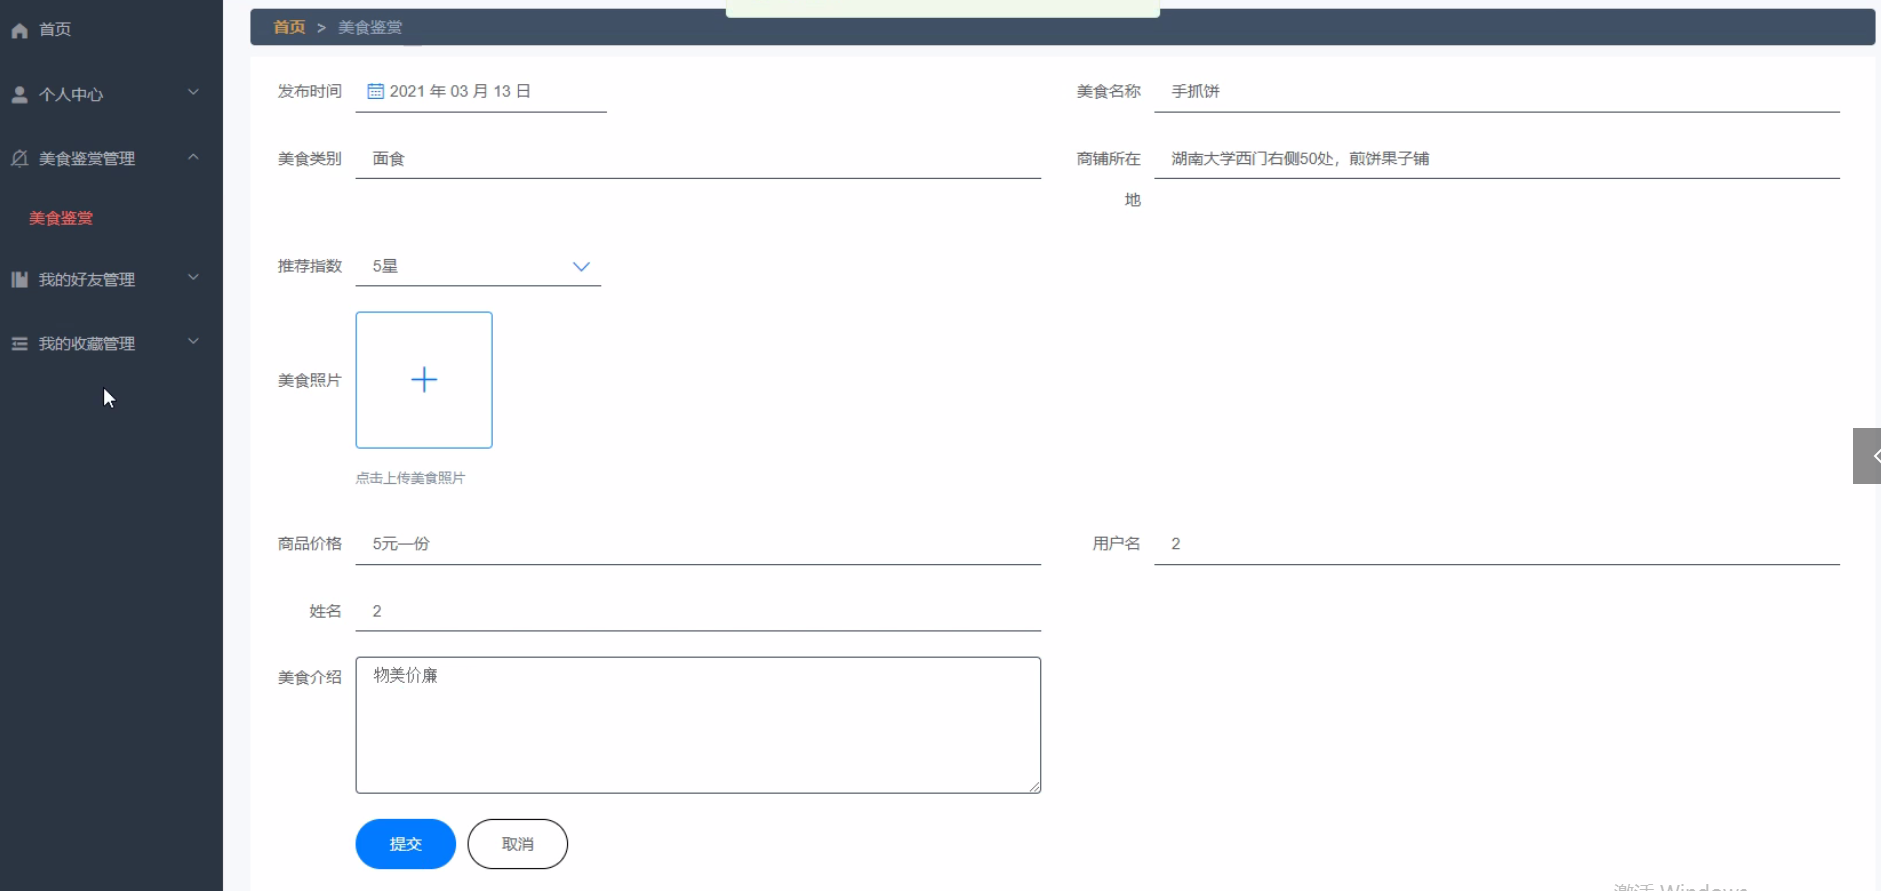 首页
个人中心
美食鉴赏管理
美食鉴赏
我的好友管理
我的收藏管理
首页 > 美食鉴赏
发布时间 2021 年 03 月 13 日
美食名称 手抓饼
美食类别 面食
商铺所在地 湖南大学西门右侧50处，煎饼果子铺
推荐指数 5星
美食照片
点击上传美食照片
商品价格 5元一份
用户名 2
姓名 2
美食介绍 物美价廉
提交 取消
激活 Windows